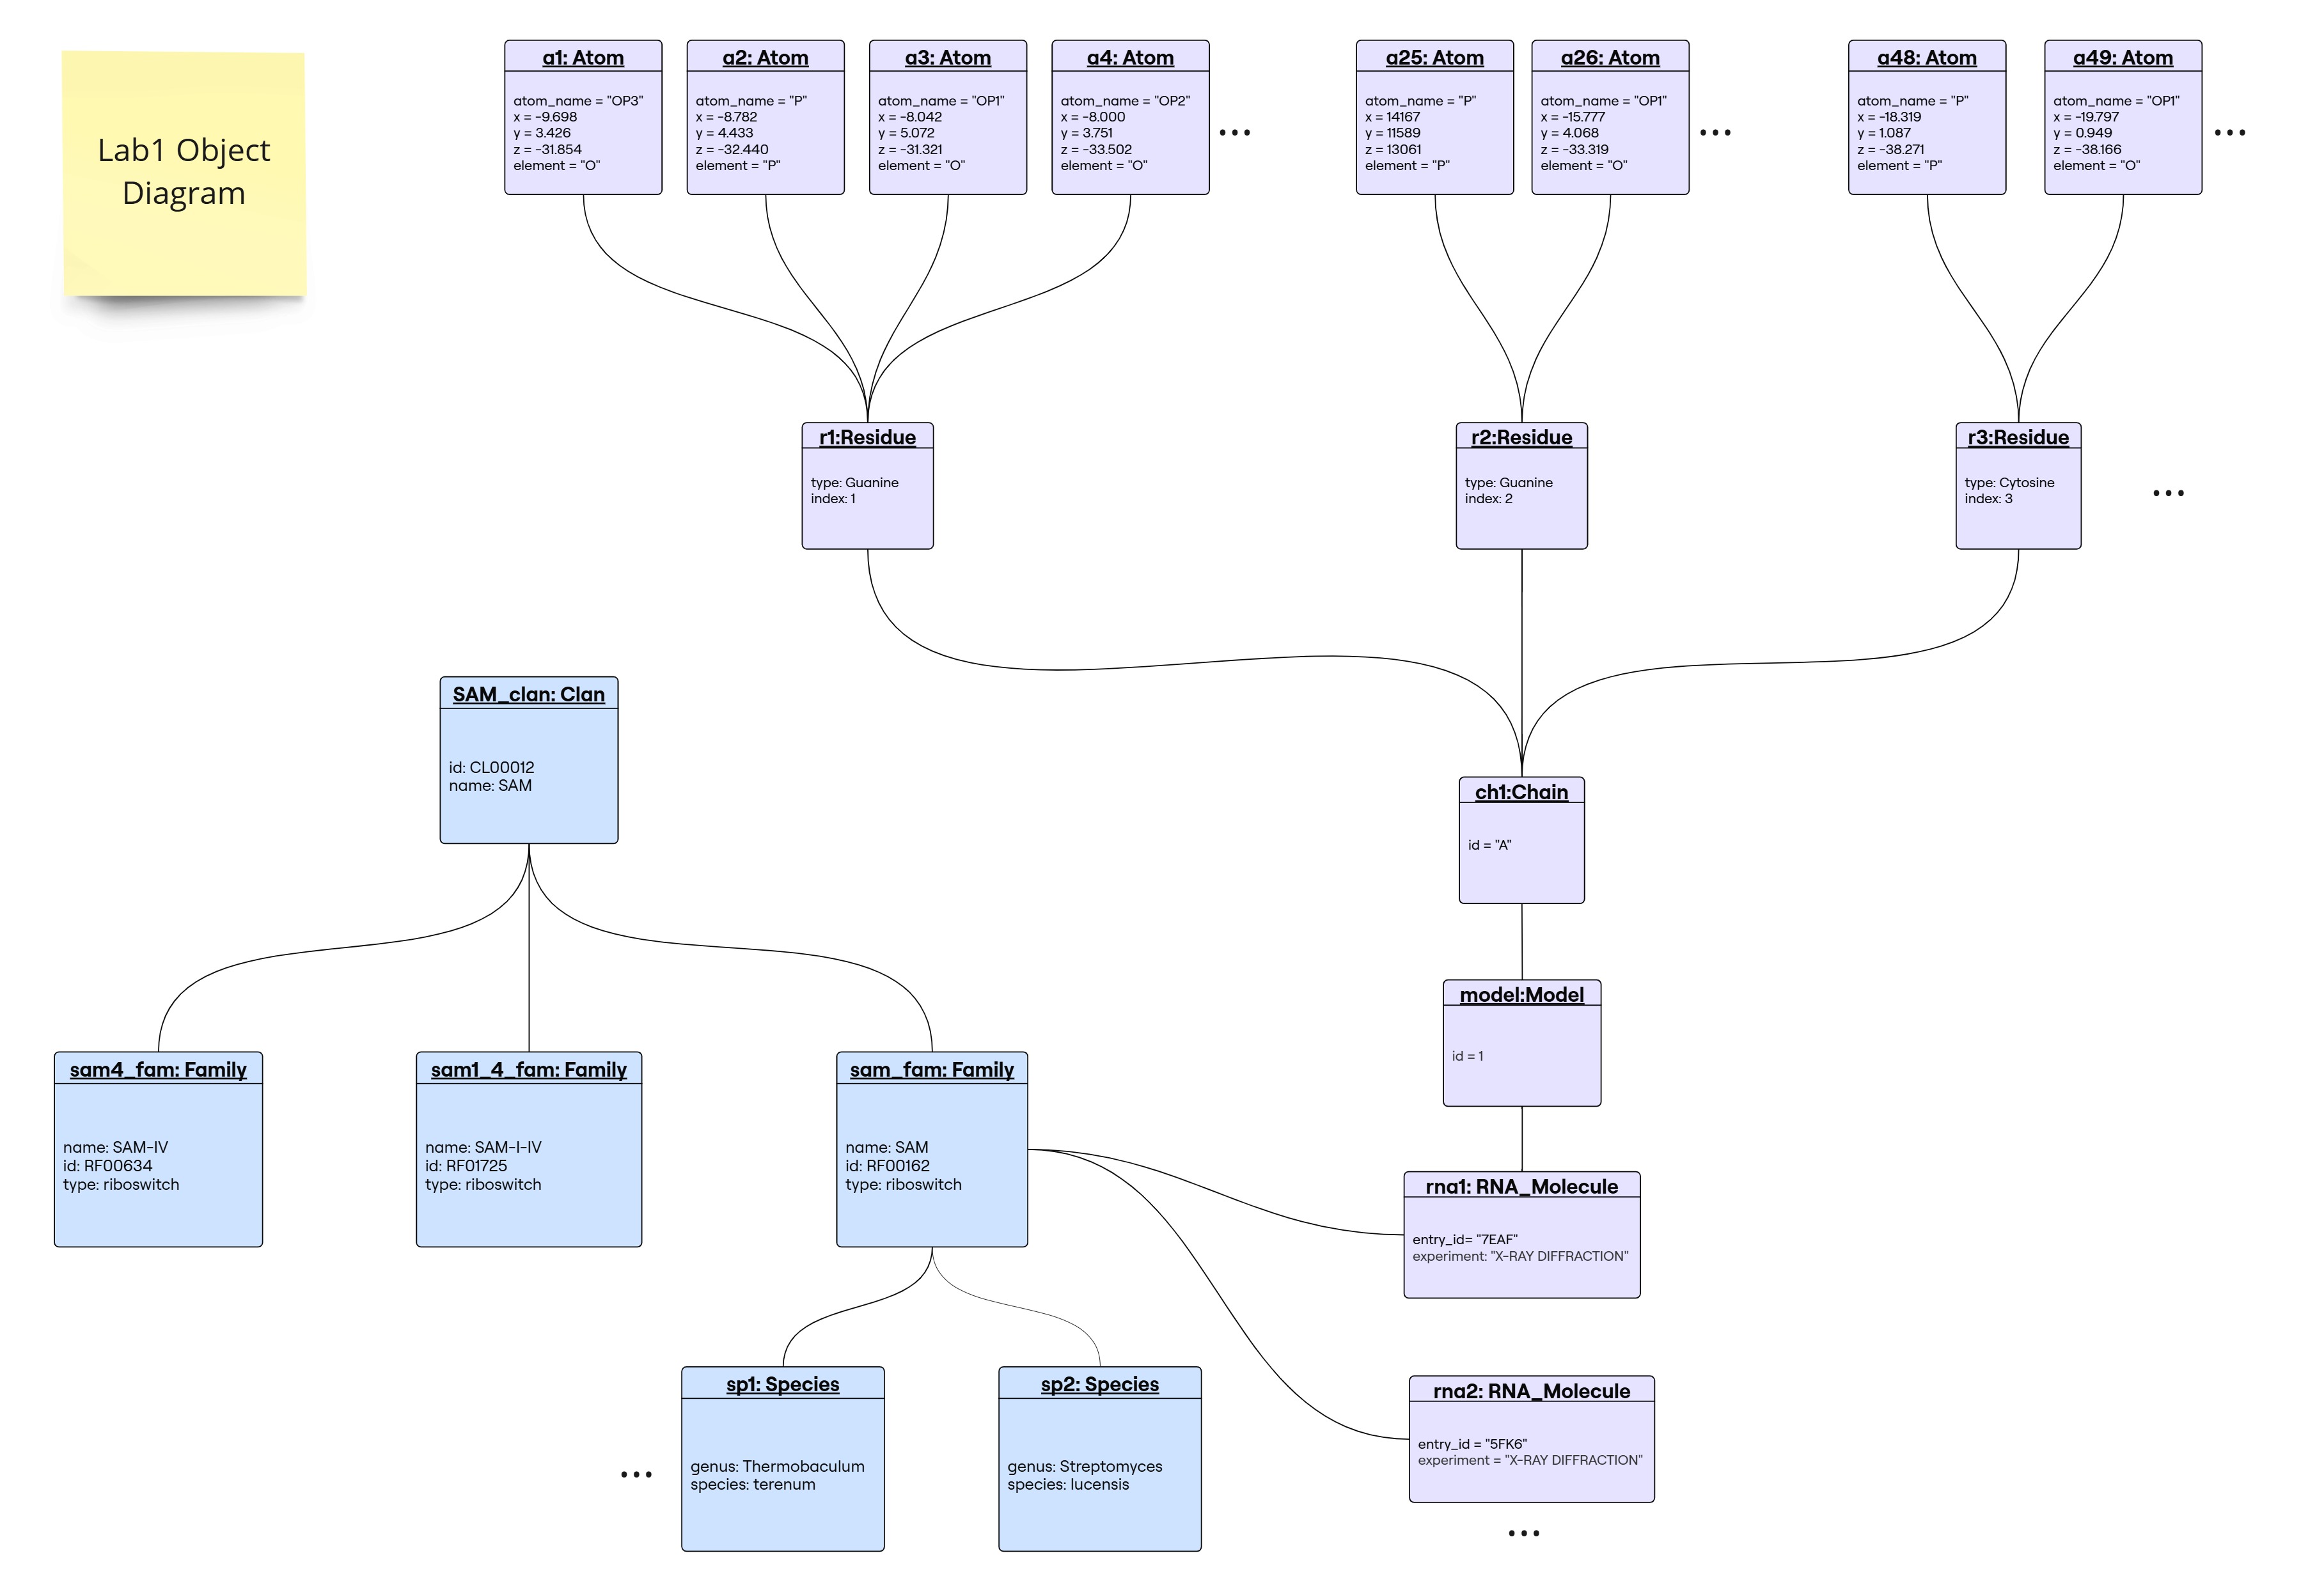 Lab1 Object
Diagram
a1: Atom
atom_name = "OP3"
x = -9.698
y = 3.426
z = -31.854
element = "O"
a2: Atom
atom_name = "P"
x = -8.782
y = 4.433
z = -32.440
element = "P"
a3: Atom
atom_name = "OP1"
x = -8.042
y = 5.072
z = -31.321
element = "O"
a4: Atom
atom_name = "OP2"
x = -8.000
y = 3.751
z = -33.502
element = "O"
...
a25: Atom
atom_name = "P"
x = 14167
y = 11589
z = 13061
element = "P"
a26: Atom
atom_name = "OP1"
x = -15.777
y = 4.068
z = -33.319
element = "O"
...
a48: Atom
atom_name = "P"
x = -18.319
y = 1.087
z = -38.271
element = "P"
a49: Atom
atom_name = "OP1"
x = -19.797
y = 0.949
z = -38.166
element = "O"
...
r1:Residue
type: Guanine
index: 1
r2:Residue
type: Guanine
index: 2
r3:Residue
type: Cytosine
index: 3
...
SAM_clan: Clan
id: CL00012
name: SAM
ch1:Chain
id = "A"
model:Model
id = 1
sam4_fam: Family
name: SAM-IV
id: RF00634
type: riboswitch
sam1_4_fam: Family
name: SAM-I-IV
id: RF01725
type: riboswitch
sam_fam: Family
name: SAM
id: RF00162
type: riboswitch
rna1: RNA_Molecule
entry_id= "7EAF"
experiment: "X-RAY DIFFRACTION"
...
sp1: Species
genus: Thermobaculum
species: terenum
sp2: Species
genus: Streptomyces
species: lucensis
rna2: RNA_Molecule
entry_id = "5FK6"
experiment = "X-RAY DIFFRACTION"
...